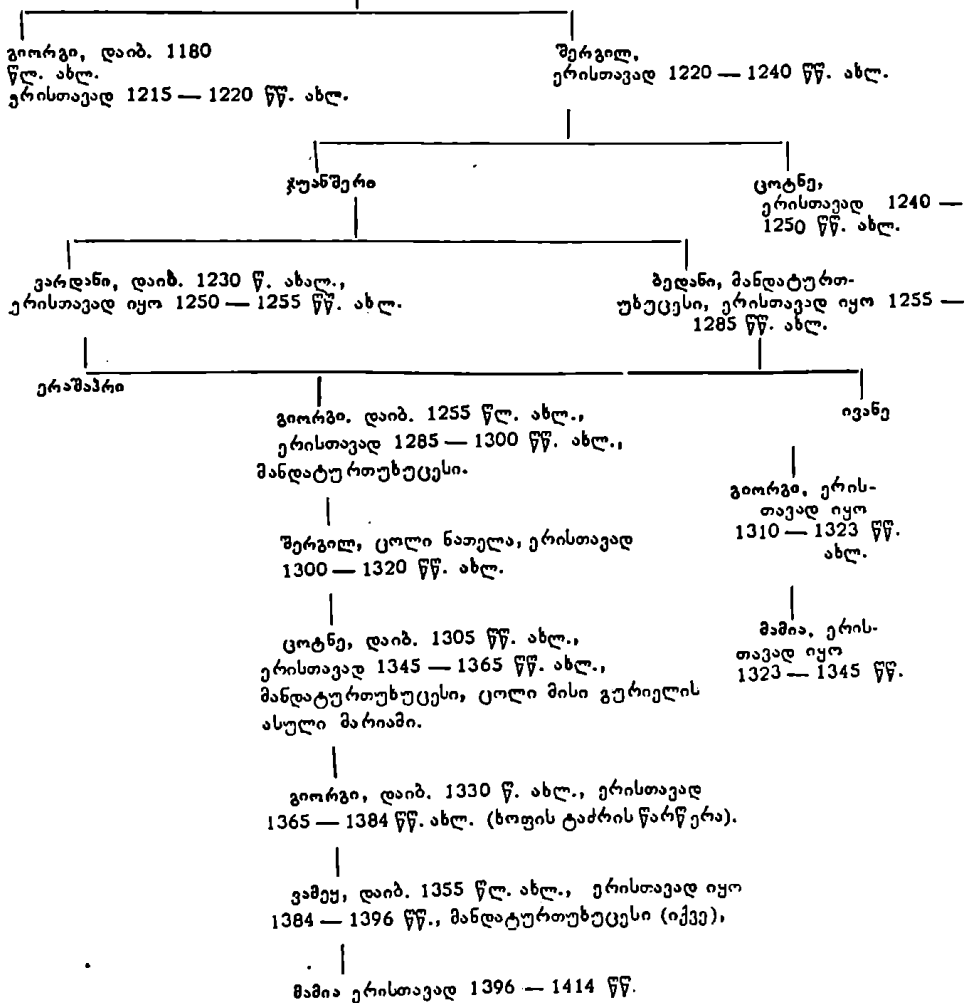 გიორგი, დაიბ. 1180
წლ. ახლ.
ერისთავად 1215 — 1220 წწ. ახლ.
შერგილ,
ერისთავად 1220 — 1240 წწ. ახლ.
ჯუანშერი
ცოტნე,
ერისთავად 1240 —
1250 წწ. ახლ.
ვარდანი, დაიბ. 1230 წ. ახალ.,
ერისთავად იყო 1250 — 1255 წწ. ახლ.
ბედანი, მანდატურთ-
უხუცესი, ერისთავად იყო 1255 —
1285 წწ. ახლ.
ერაშაჰრი
გიორგი. დაიბ. 1255 წლ. ახლ.,
ერისთავად 1285 — 1300 წწ. ახლ.,
მანდატურთუხუცესი.
ივანე
გიორგი, ერის-
თავად იყო
1310 — 1323 წწ.
ახლ.
შერგილ, ცოლი ნათელა, ერისთავად
1300 — 1320 წწ. ახლ.
მამია, ერის-
თავად იყო
1323 — 1345 წწ.
ცოტნე, დაიბ. 1305 წწ. ახლ.,
ერისთავად 1345 — 1365 წწ. ახლ.,
მანდატურთუხუცესი, ცოლი მისი გურიელის
ასული მარიამი.
გიორგი, დაიბ. 1330 წ. ახლ., ერისთავად
1365 — 1384 წწ. ახლ. (ხოფის ტაძრის წარწერა).
ვამეყ, დაიბ. 1355 წლ. ახლ., ერისთავად იყო
1384 — 1396 წწ., მანდატურთუხუცესი (იქვე),
მამია ერისთავად 1396 — 1414 წწ.